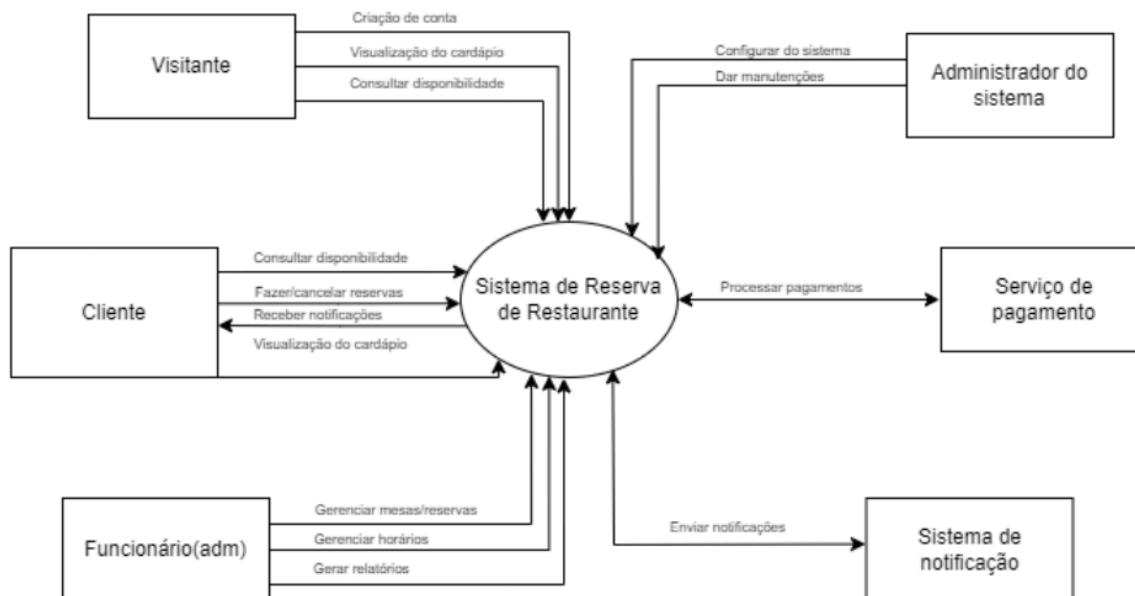 Criação de conta
Visualização do cardápio
Consultar disponibilidade
Visitante
Configurar do sistema
Dar manutenções
Administrador do
sistema
Consultar disponibilidade
Fazer/cancelar reservas
Receber notificações
Visualização do cardápio
Cliente
Sistema de Reserva
de Restaurante
Processar pagamentos
Serviço de
pagamento
Gerenciar mesas/reservas
Gerenciar horários
Gerar relatórios
Funcionário(adm)
Enviar notificações
Sistema de
notificação